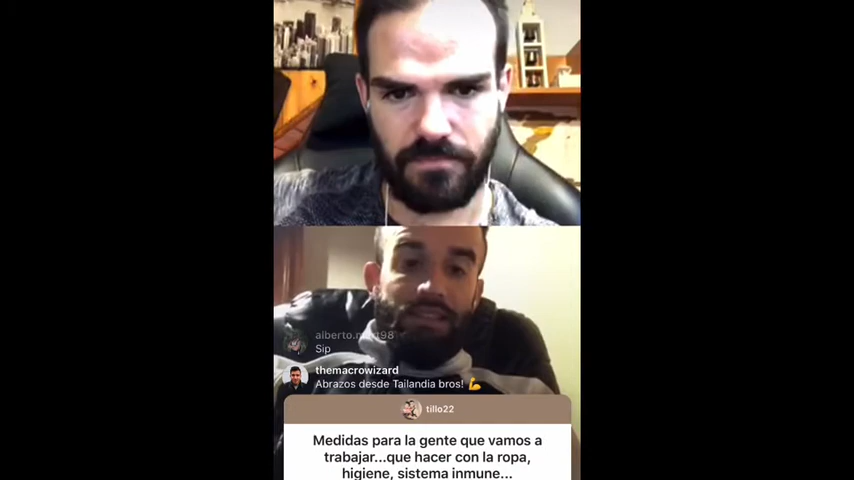 Sip
themacrowizard
Abrazos desde Tailandia bros! 💪
tillo22
Medidas para la gente que vamos a
trabajar...que hacer con la ropa,
higiene, sistema inmune...